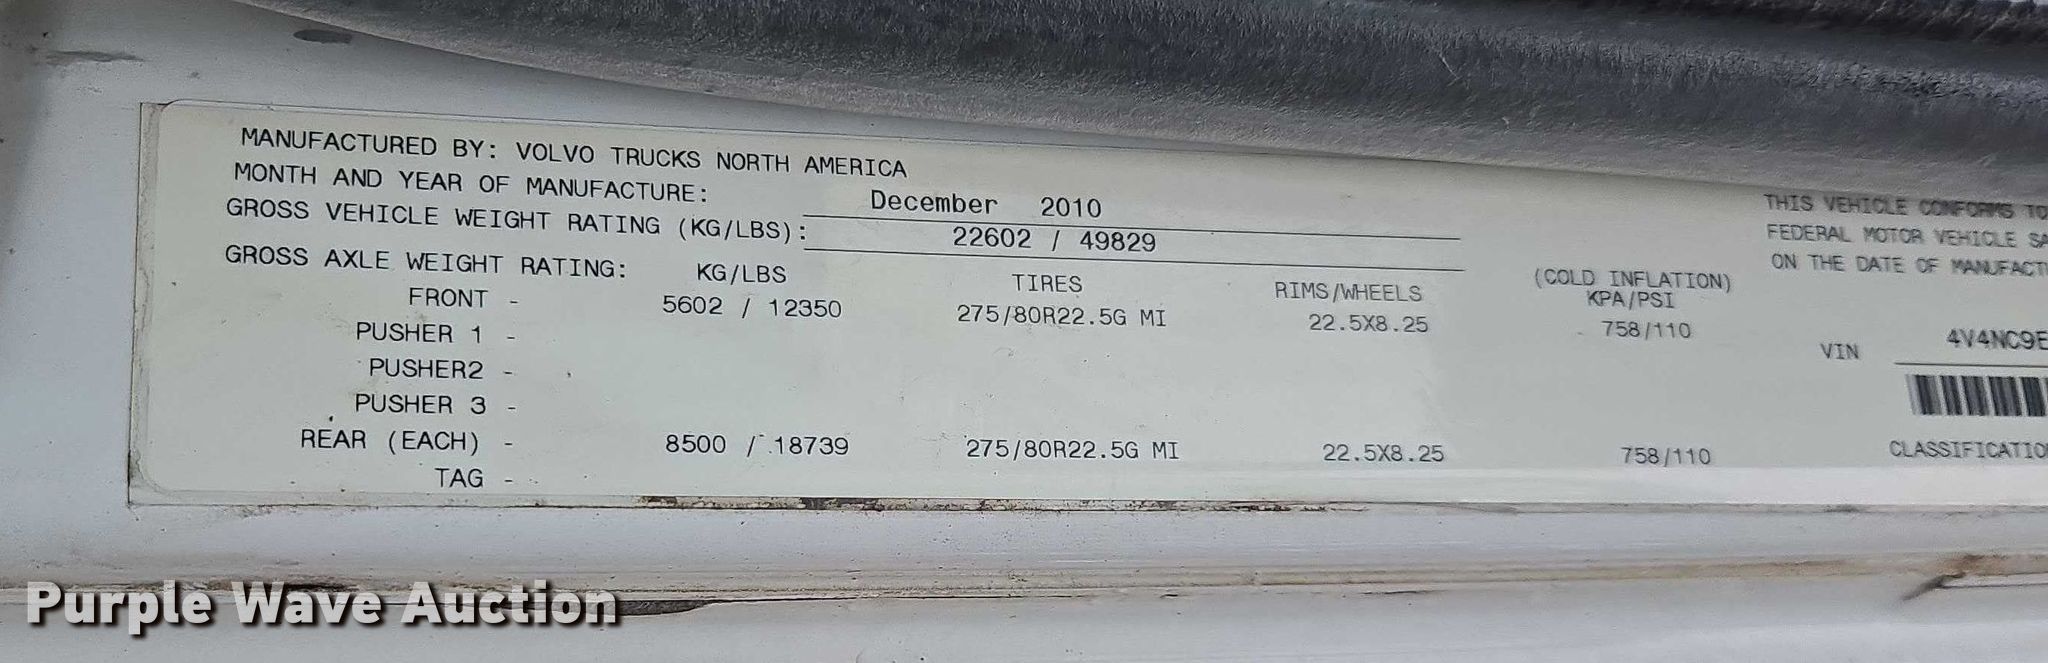 MANUFACTURED BY: VOLVO TRUCKS NORTH AMERICA
MONTH AND YEAR OF MANUFACTURE: December 2010
GROSS VEHICLE WEIGHT RATING (KG/LBS): 22602 / 49829
GROSS AXLE WEIGHT RATING: KG/LBS TIRES RIMS/WHEELS (COLD INFLATION) KPA/PSI
FRONT - 5602 / 12350 275/80R22.5G MI 22.5X8.25 758/110
PUSHER 1 -
PUSHER2 -
PUSHER 3 -
REAR (EACH) - 8500 / 18739 275/80R22.5G MI 22.5X8.25 758/110
TAG -
THIS VEHICLE CONFORMS TO
FEDERAL MOTOR VEHICLE SA
ON THE DATE OF MANUFACT
VIN 4V4NC9E
CLASSIFICATIO
Purple Wave Auction